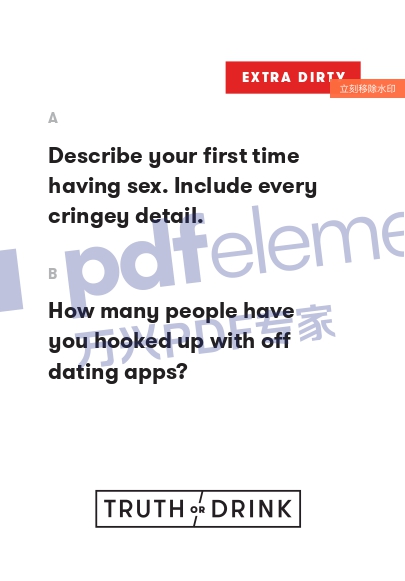 EXTRA DIRTY
立刻移除水印
A
Describe your first time
having sex. Include every
cringey detail.
pdfeleme
B
How many people have
you hooked up with off
dating apps?
万兴PDF专家
TRUTH OR DRINK